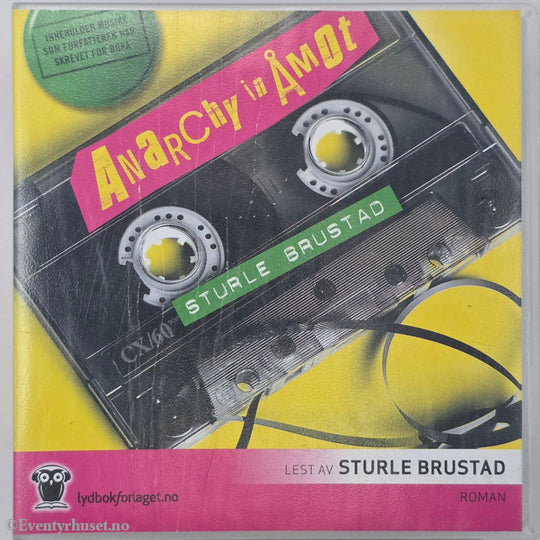 INNEHOLDER MUSIKK
SOM FORFATTEREN HAR
SKREVET FOR BOKA
ANARCHY in ÅMOT
STURLE BRUSTAD
CX/60
LEST AV STURLE BRUSTAD
lydbokforlaget.no
ROMAN
©Eventyrhuset.no